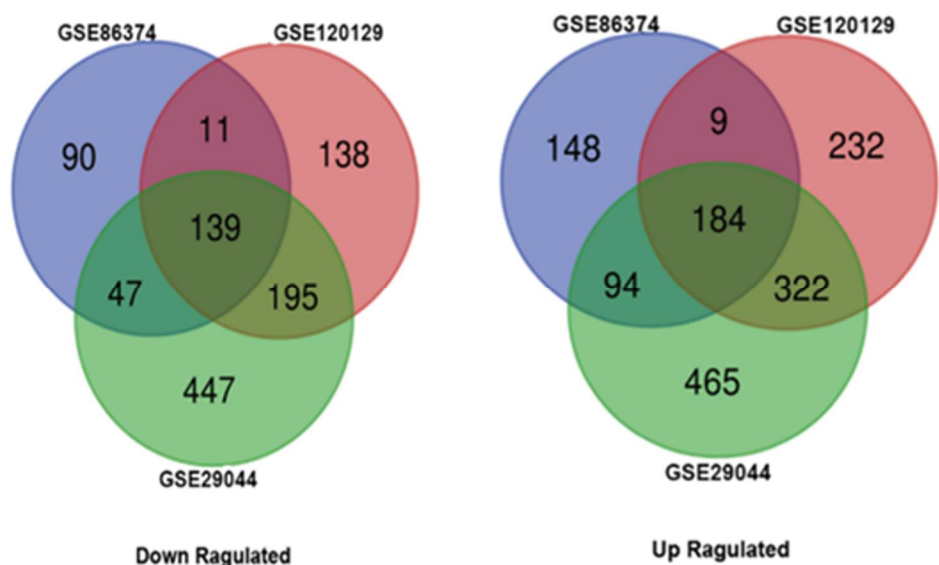 GSE86374
GSE120129
90
11
138
139
47
195
447
GSE29044
Down Ragulated
GSE86374
GSE120129
148
9
232
184
94
322
465
GSE29044
Up Ragulated